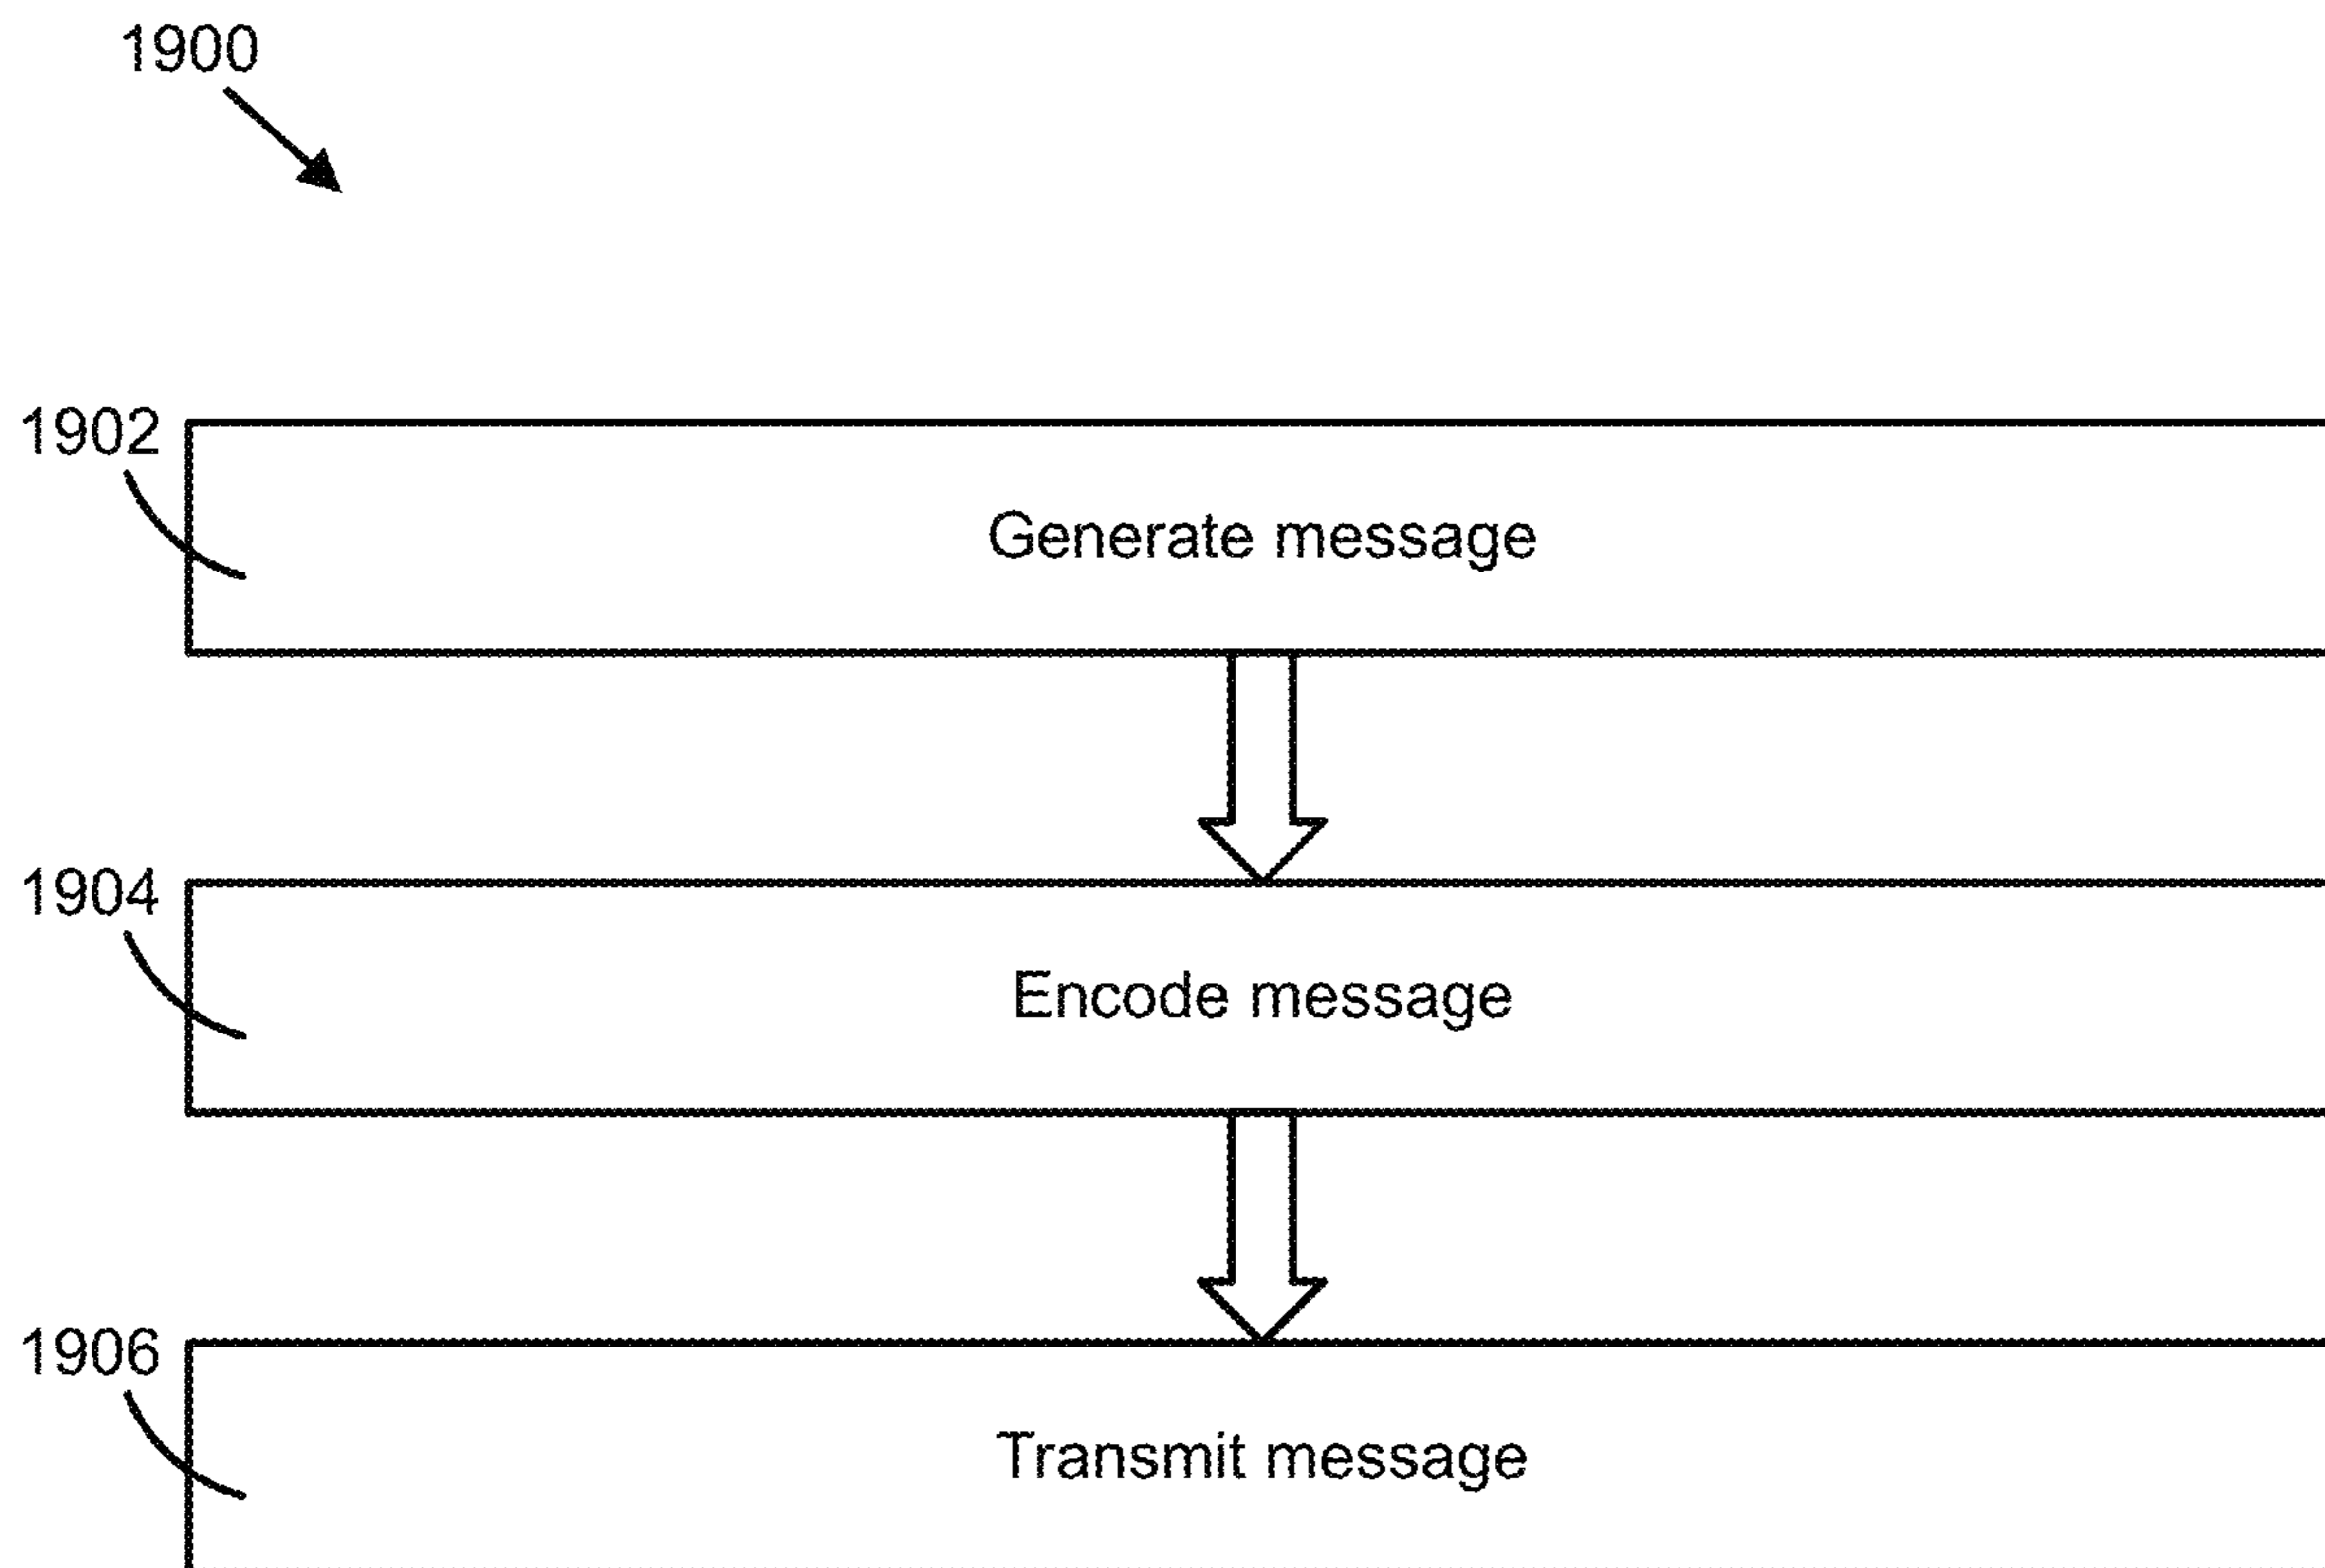 1900
1902
Generate message
1904
Encode message
1906
Transmit message